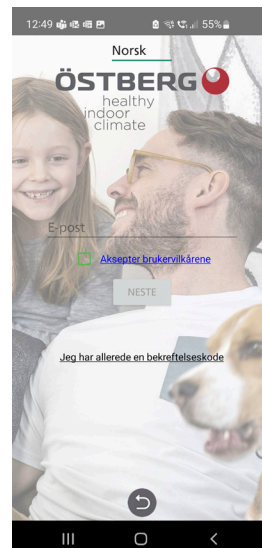 12:49 55%
Norsk
ÖSTBERG
healthy
indoor
climate
E-post
Aksepter brukervilkårene
NESTE
Jeg har allerede en bekreftelseskode